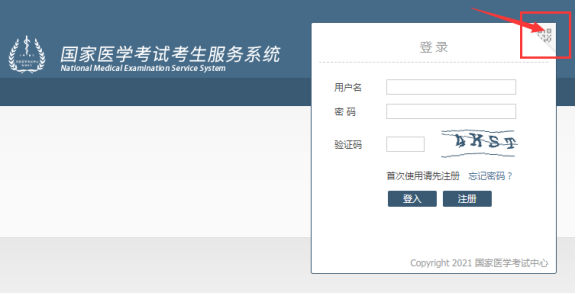 国家医学考试考生服务系统
National Medical Examination Service System
登 录
用户名
密 码
验证码
首次使用请先注册 忘记密码？
登入 注册
Copyright 2021 国家医学考试中心